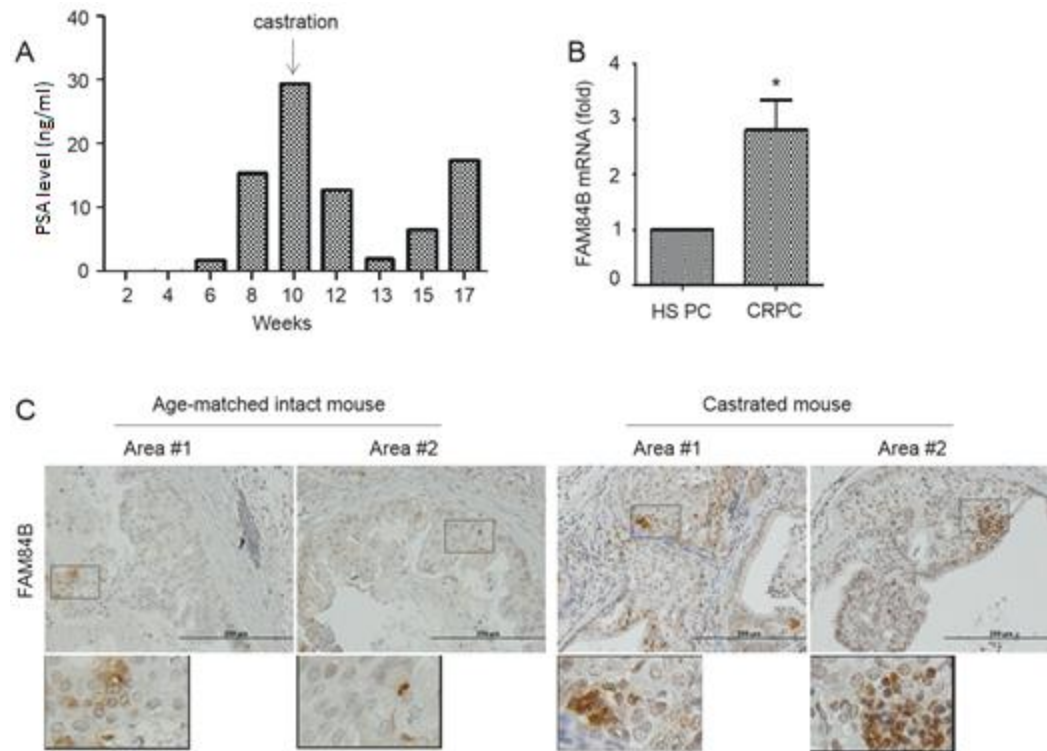 A
castration
PSA level (ng/ml)
40
30
20
10
0
2 4 6 8 10 12 13 15 17
Weeks
B
FAM84B mRNA (fold)
4
3
2
1
0
*
HS PC CRPC
C
Age-matched intact mouse Castrated mouse
Area #1 Area #2 Area #1 Area #2
FAM84B